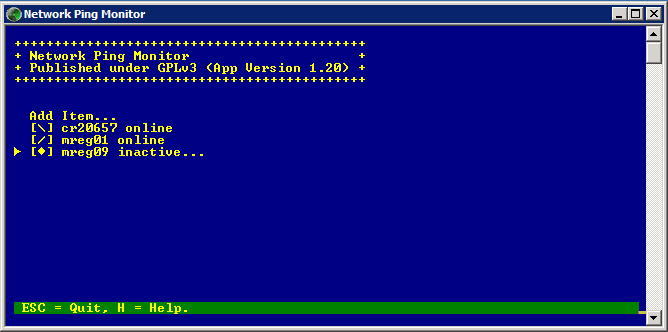 Network Ping Monitor
++++++++++++++++++++++++++++++++++++++++++++++
+ Network Ping Monitor +
+ Published under GPLv3 (App Version 1.20) +
++++++++++++++++++++++++++++++++++++++++++++++
Add Item...
[\] cr20657 online
[/] mreg01 online
► [♦] mreg09 inactive...
ESC = Quit, H = Help.